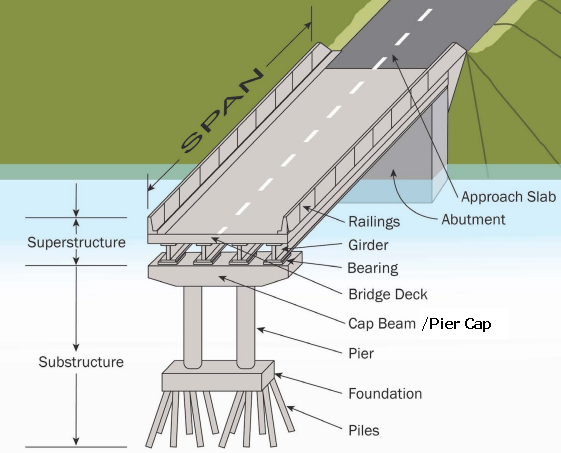 SPAN
Approach Slab
Abutment
Railings
Superstructure
Girder
Bearing
Bridge Deck
Cap Beam /Pier Cap
Pier
Substructure
Foundation
Piles